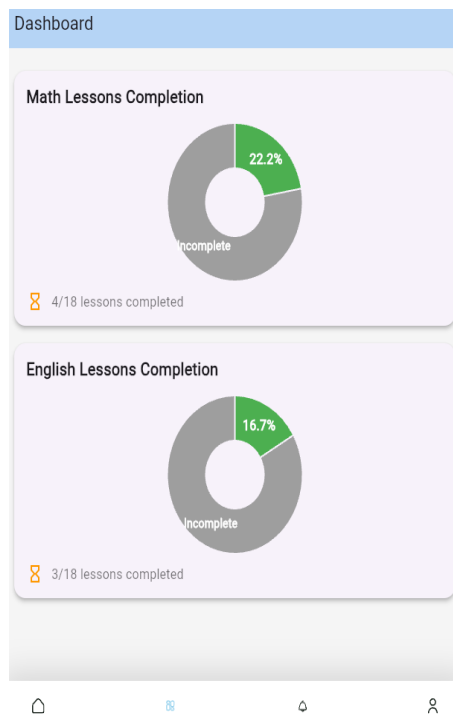 Dashboard
Math Lessons Completion
22.2%
Incomplete
4/18 lessons completed
English Lessons Completion
16.7%
Incomplete
3/18 lessons completed